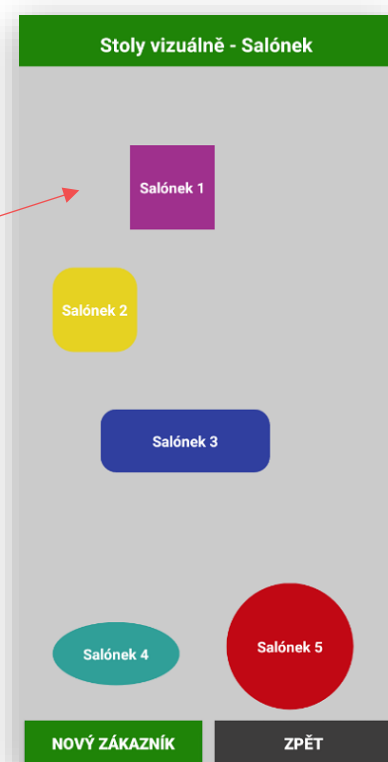 Stoly vizuálně - Salónek
Salónek 1
Salónek 2
Salónek 3
Salónek 4
Salónek 5
NOVÝ ZÁKAZNÍK
ZPĚT